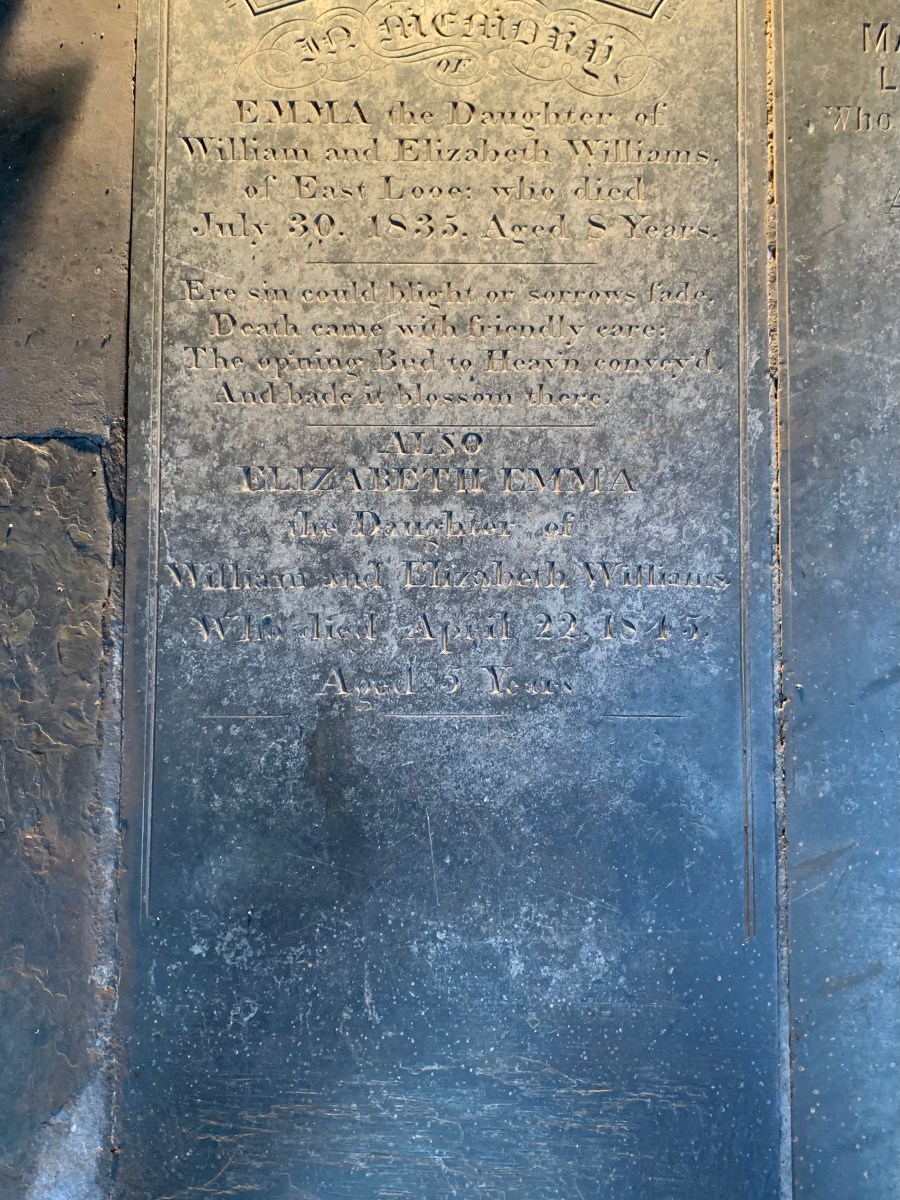 IN MEMORY
OF
EMMA the Daughter of
William and Elizabeth Williams,
of East Looe: who died
July 30. 1835. Aged 8 Years.
Ere sin could blight or sorrows fade,
Death came with friendly care;
The op'ning Bud to Heav'n convey'd,
And bade it blossom there.
ALSO
ELIZABETH EMMA
the Daughter of
William and Elizabeth Williams,
Who died April 22, 1845.
Aged 5 Years
Who